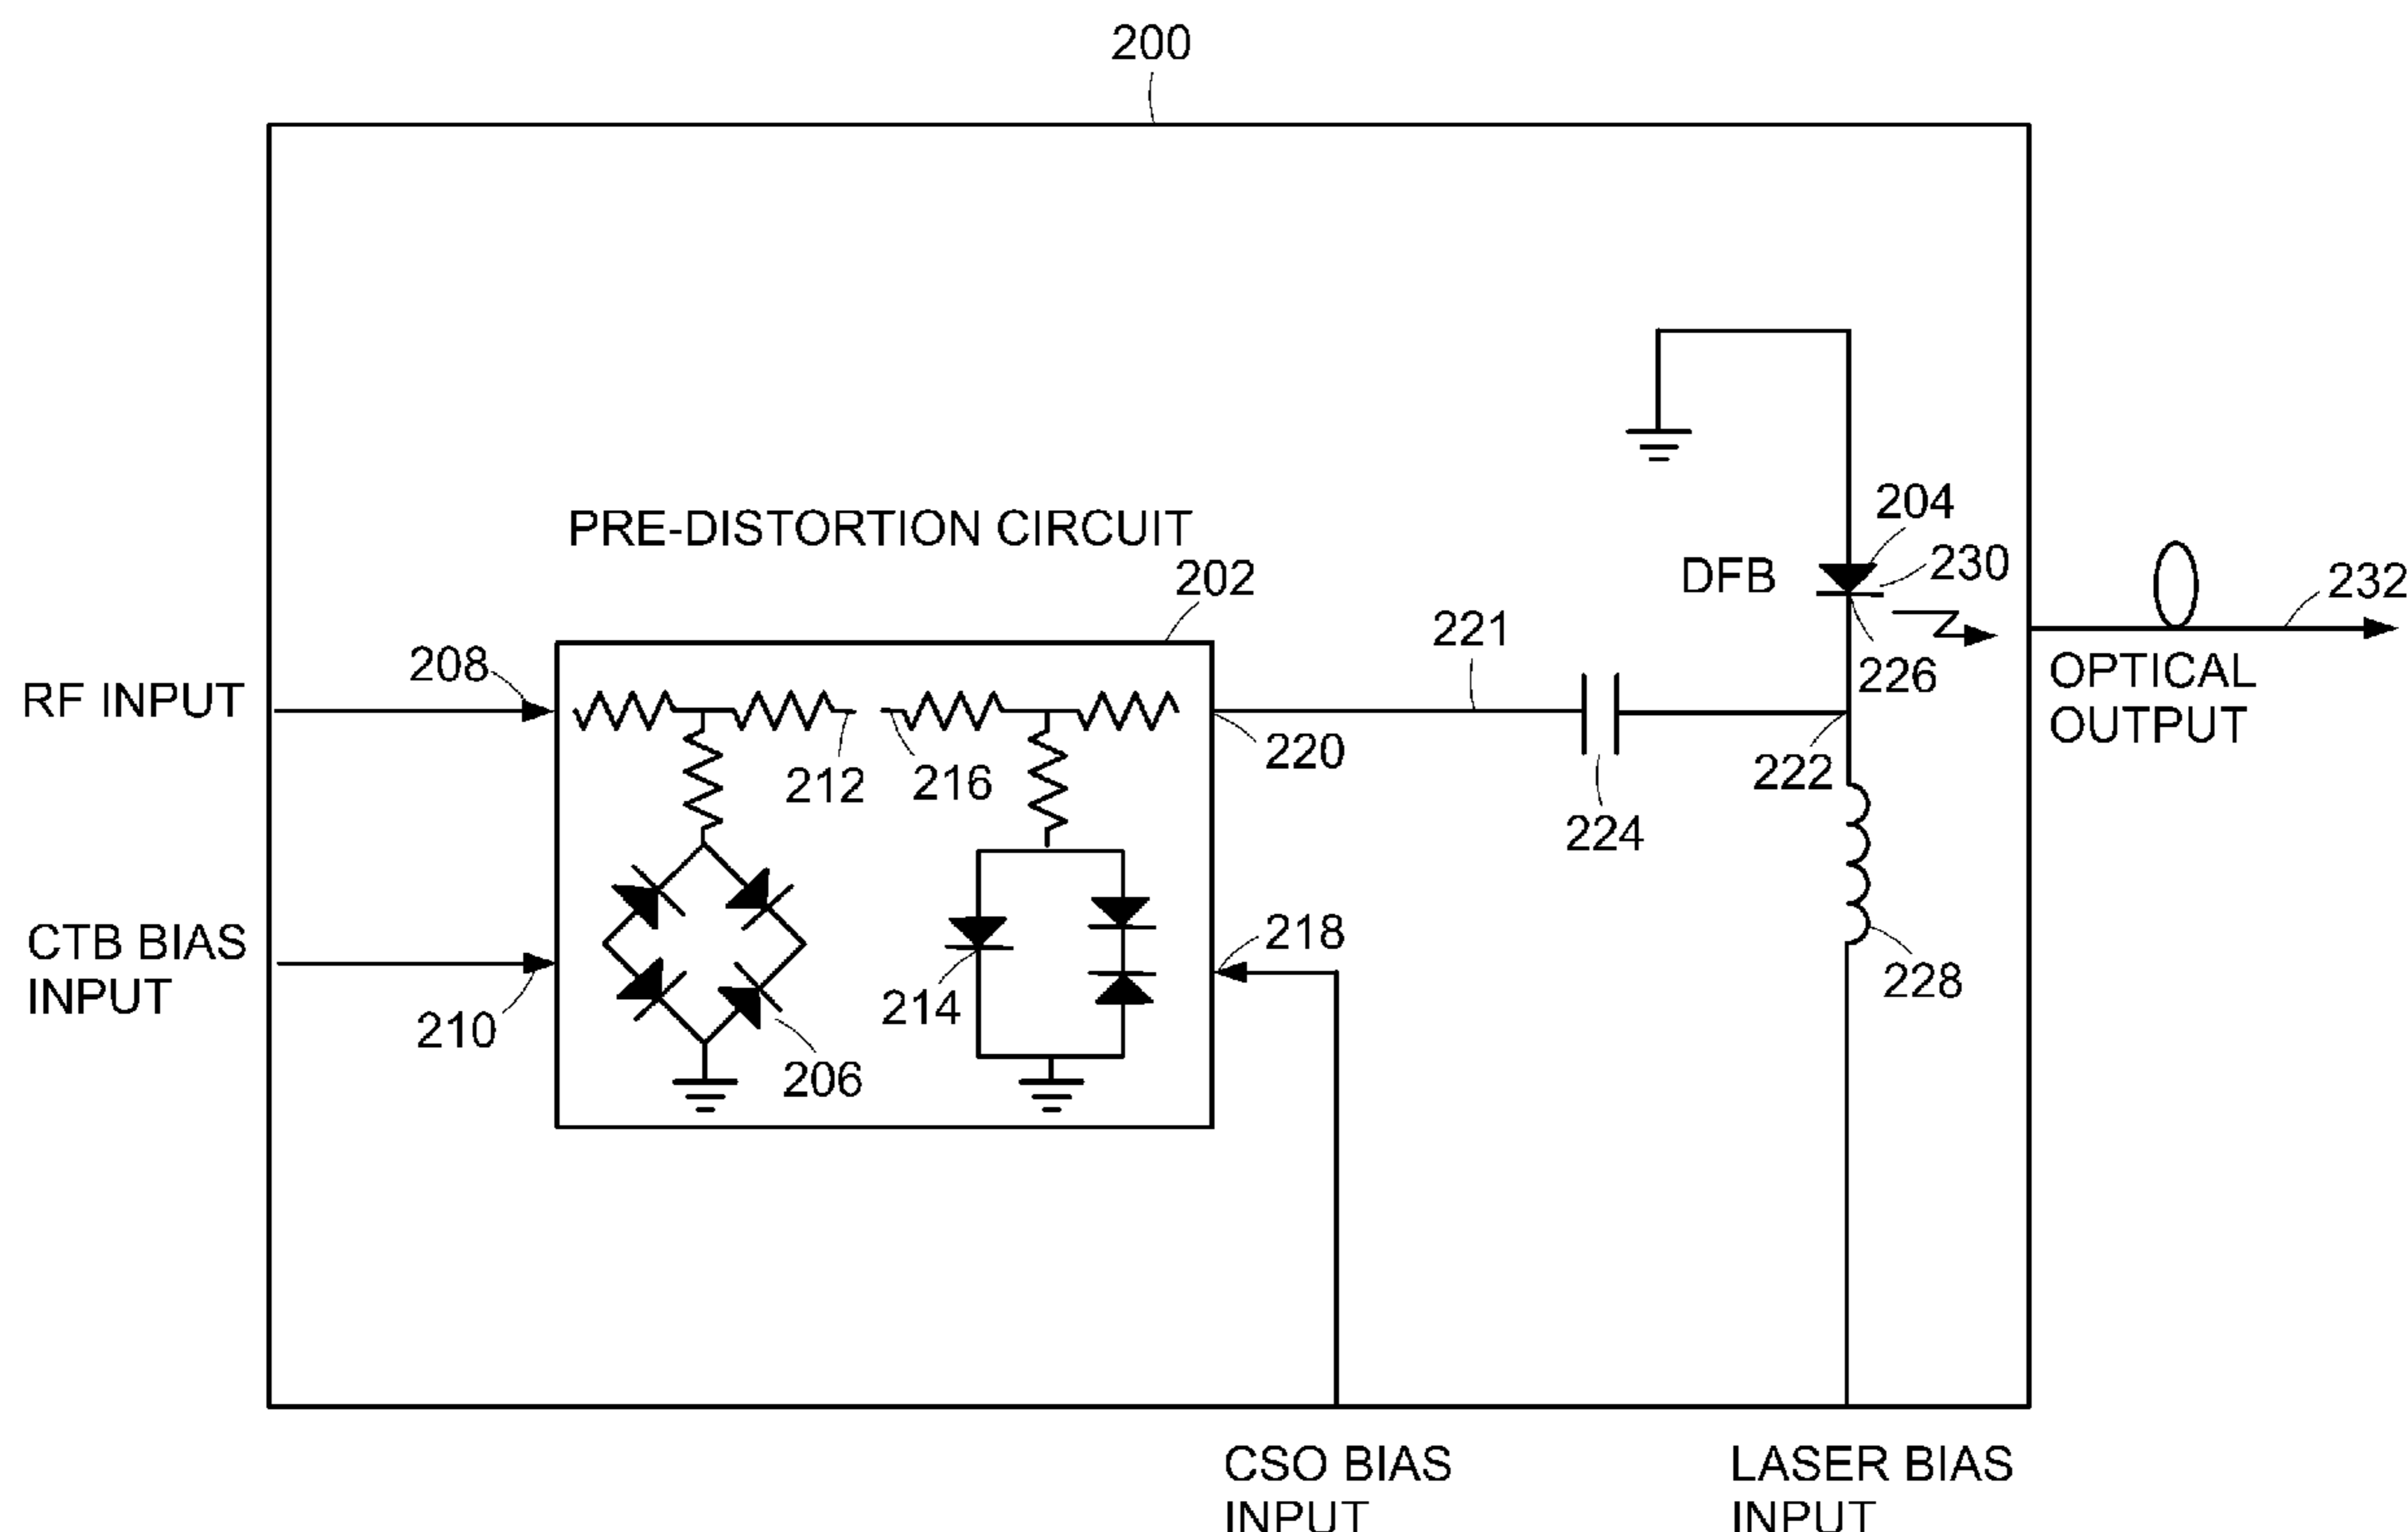 200
PRE-DISTORTION CIRCUIT
202
204
DFB
230
232
226
OPTICAL
OUTPUT
221
222
224
228
RF INPUT
208
212
216
220
CTB BIAS
INPUT
210
206
214
218
CSO BIAS
INPUT
LASER BIAS
INPUT